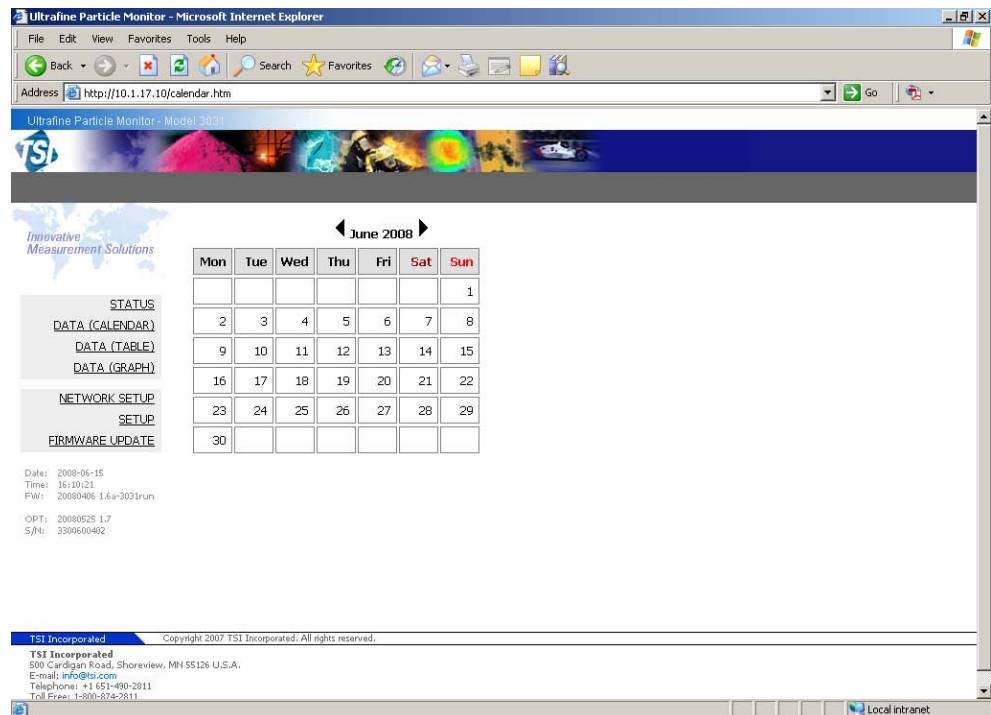 Ultrafine Particle Monitor - Microsoft Internet Explorer
File Edit View Favorites Tools Help
Back Search Favorites
Address http://10.1.17.10/calendar.htm Go
Ultrafine Particle Monitor - Model 3031
TSI
Innovative
Measurement Solutions
STATUS
DATA (CALENDAR)
DATA (TABLE)
DATA (GRAPH)
NETWORK SETUP
SETUP
FIRMWARE UPDATE
Date: 2008-06-15
Time: 16:10:21
FW: 20080406 1.6a-3031run
OPT: 20080525 1.7
S/N: 3300600402
June 2008
Mon Tue Wed Thu Fri Sat Sun
1
2 3 4 5 6 7 8
9 10 11 12 13 14 15
16 17 18 19 20 21 22
23 24 25 26 27 28 29
30
TSI Incorporated Copyright 2007 TSI Incorporated. All rights reserved.
TSI Incorporated
500 Cardigan Road, Shoreview, MN 55126 U.S.A.
E-mail: info@tsi.com
Telephone: +1 651-490-2811
Toll Free: 1-800-874-2811
Local intranet